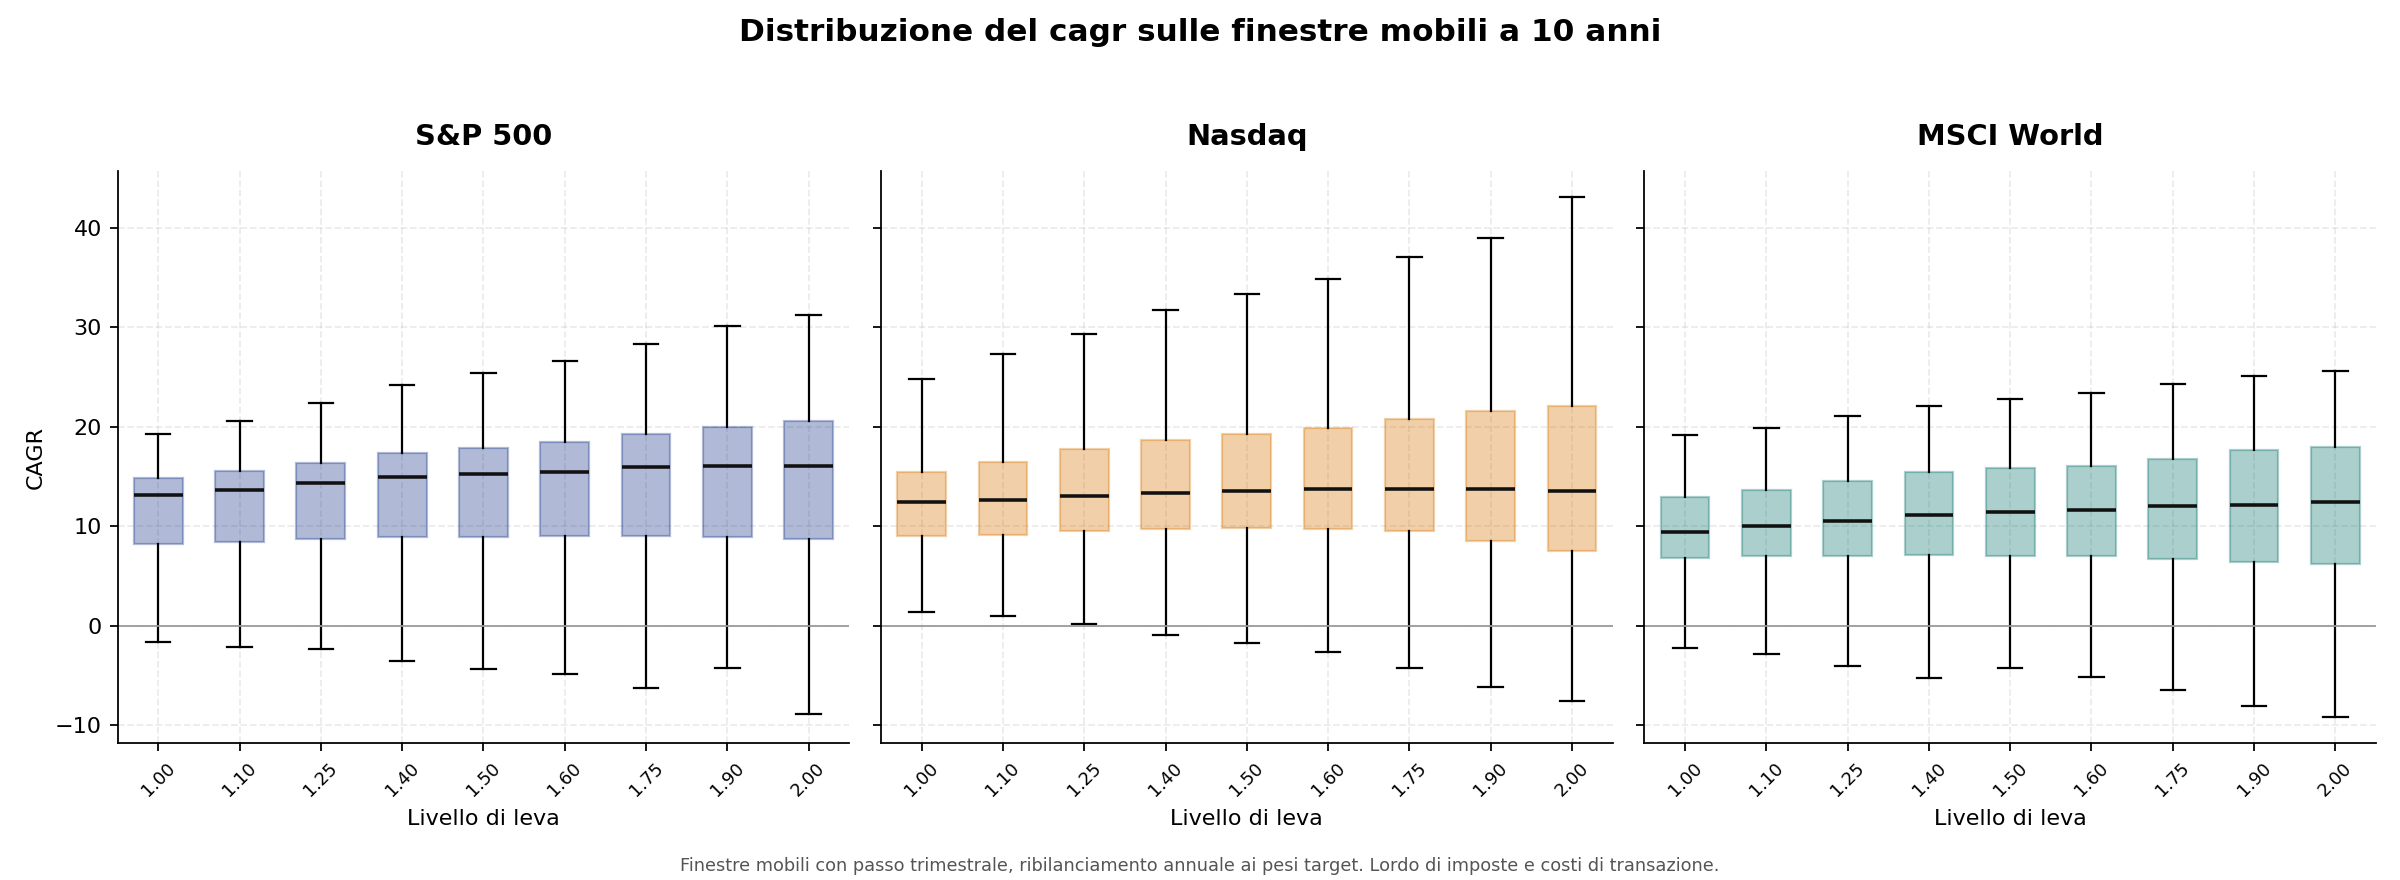 Distribuzione del cagr sulle finestre mobili a 10 anni
S&P 500
Nasdaq
MSCI World
CAGR
40
30
20
10
0
−10
1.00 1.10 1.25 1.40 1.50 1.60 1.75 1.90 2.00
1.00 1.10 1.25 1.40 1.50 1.60 1.75 1.90 2.00
1.00 1.10 1.25 1.40 1.50 1.60 1.75 1.90 2.00
Livello di leva
Livello di leva
Livello di leva
Finestre mobili con passo trimestrale, ribilanciamento annuale ai pesi target. Lordo di imposte e costi di transazione.